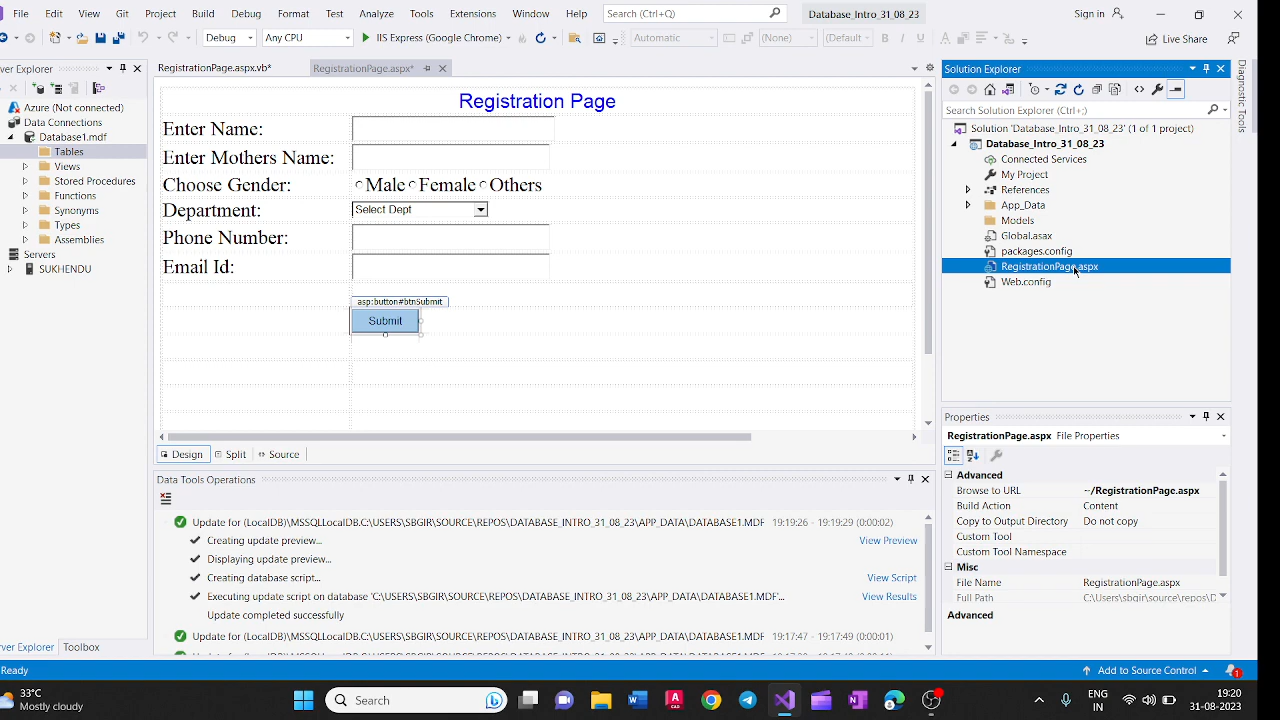 File Edit View Git Project Build Debug Format Table Analyze Tools Extensions Window Help Search (Ctrl+Q) Database_Intro_31_08_23 Sign in
Debug Any CPU IIS Express (Google Chrome) Automatic (None) (Default) B I U Live Share
ver Explorer
Azure (Not connected)
Data Connections
Database1.mdf
Tables
Views
Stored Procedures
Functions
Synonyms
Types
Assemblies
Servers
SUKHENDU
ver Explorer Toolbox
RegistrationPage.aspx.vb* RegistrationPage.aspx*
Registration Page
Enter Name:
Enter Mothers Name:
Choose Gender: Male Female Others
Department: Select Dept
Phone Number:
Email Id:
asp:button#btnSubmit
Submit
Design Split Source
Data Tools Operations
Update for (LocalDB)\MSSQLLocalDB.C:\USERS\SBGIR\SOURCE\REPOS\DATABASE_INTRO_31_08_23\APP_DATA\DATABASE1.MDF 19:19:26 - 19:19:29 (0:00:02)
Creating update preview... View Preview
Displaying update preview...
Creating database script... View Script
Executing update script on database 'C:\USERS\SBGIR\SOURCE\REPOS\DATABASE_INTRO_31_08_23\APP_DATA\DATABASE1.MDF'... View Results
Update completed successfully
Update for (LocalDB)\MSSQLLocalDB.C:\USERS\SBGIR\SOURCE\REPOS\DATABASE_INTRO_31_08_23\APP_DATA\DATABASE1.MDF 19:17:47 - 19:17:49 (0:00:01)
Solution Explorer
Search Solution Explorer (Ctrl+;)
Solution 'Database_Intro_31_08_23' (1 of 1 project)
Database_Intro_31_08_23
Connected Services
My Project
References
App_Data
Models
Global.asax
packages.config
RegistrationPage.aspx
Web.config
Diagnostic Tools
Properties
RegistrationPage.aspx File Properties
Advanced
Browse to URL ~/RegistrationPage.aspx
Build Action Content
Copy to Output Directory Do not copy
Custom Tool
Custom Tool Namespace
Misc
File Name RegistrationPage.aspx
Full Path C:\Users\sbgir\source\repos\D
Advanced
Ready Add to Source Control 1
33°C
Mostly cloudy
Search
ENG
IN
19:20
31-08-2023